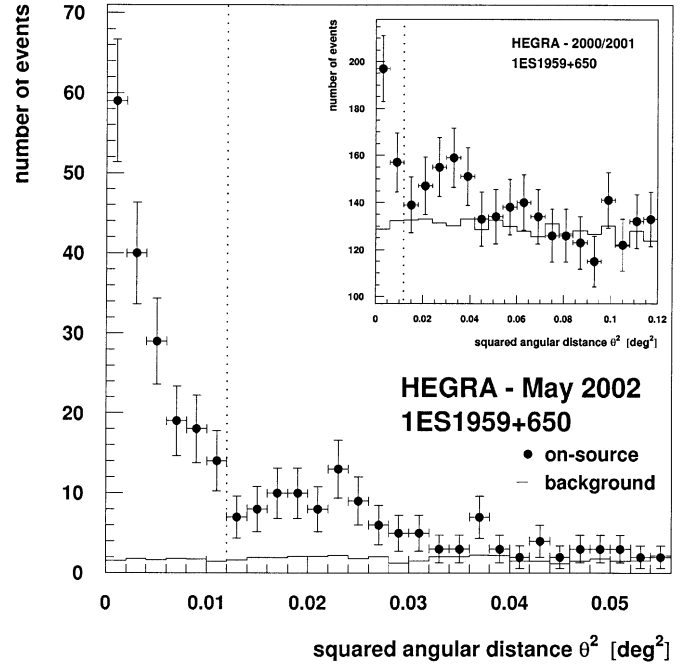 number of events
70
60
50
40
30
20
10
0
0 0.01 0.02 0.03 0.04 0.05
squared angular distance θ² [deg²]
HEGRA - May 2002
1ES1959+650
on-source
background
number of events
200
180
160
140
120
100
0 0.02 0.04 0.06 0.08 0.1 0.12
squared angular distance θ² [deg²]
HEGRA - 2000/2001
1ES1959+650